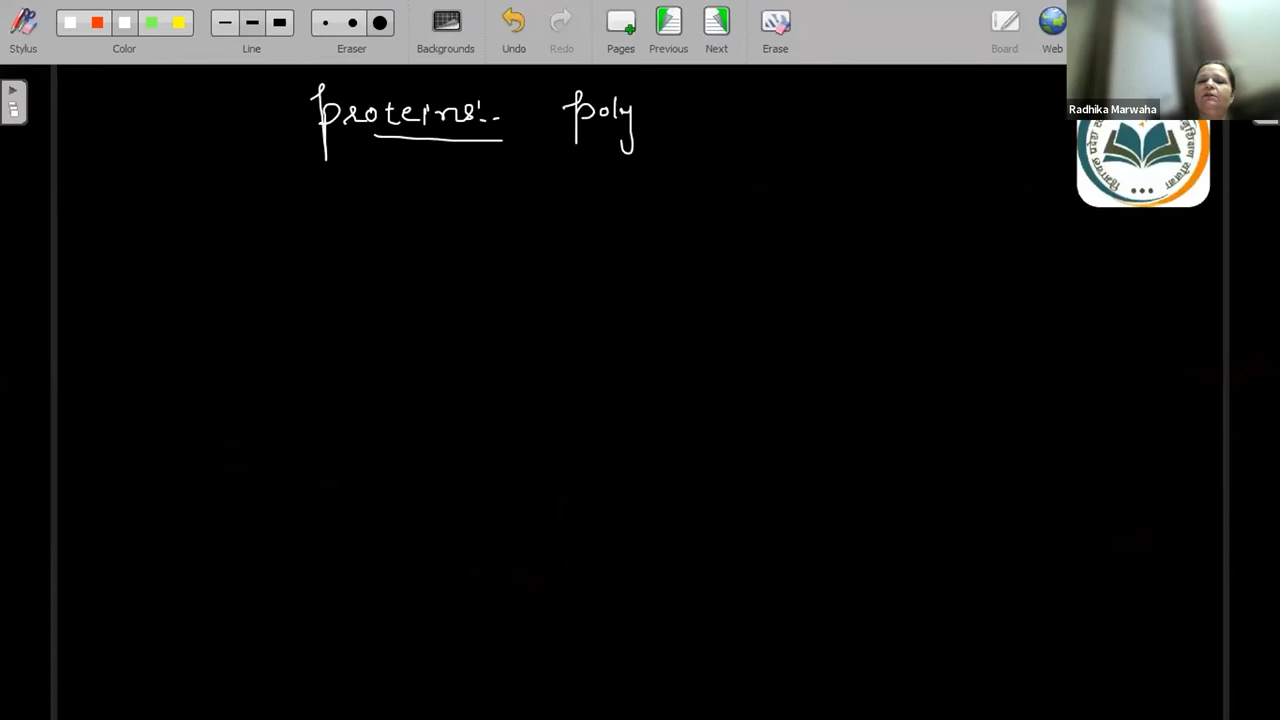 Stylus Color Line Eraser Backgrounds Undo Redo Pages Previous Next Erase Board Web
Radhika Marwaha
Proteins:- Poly